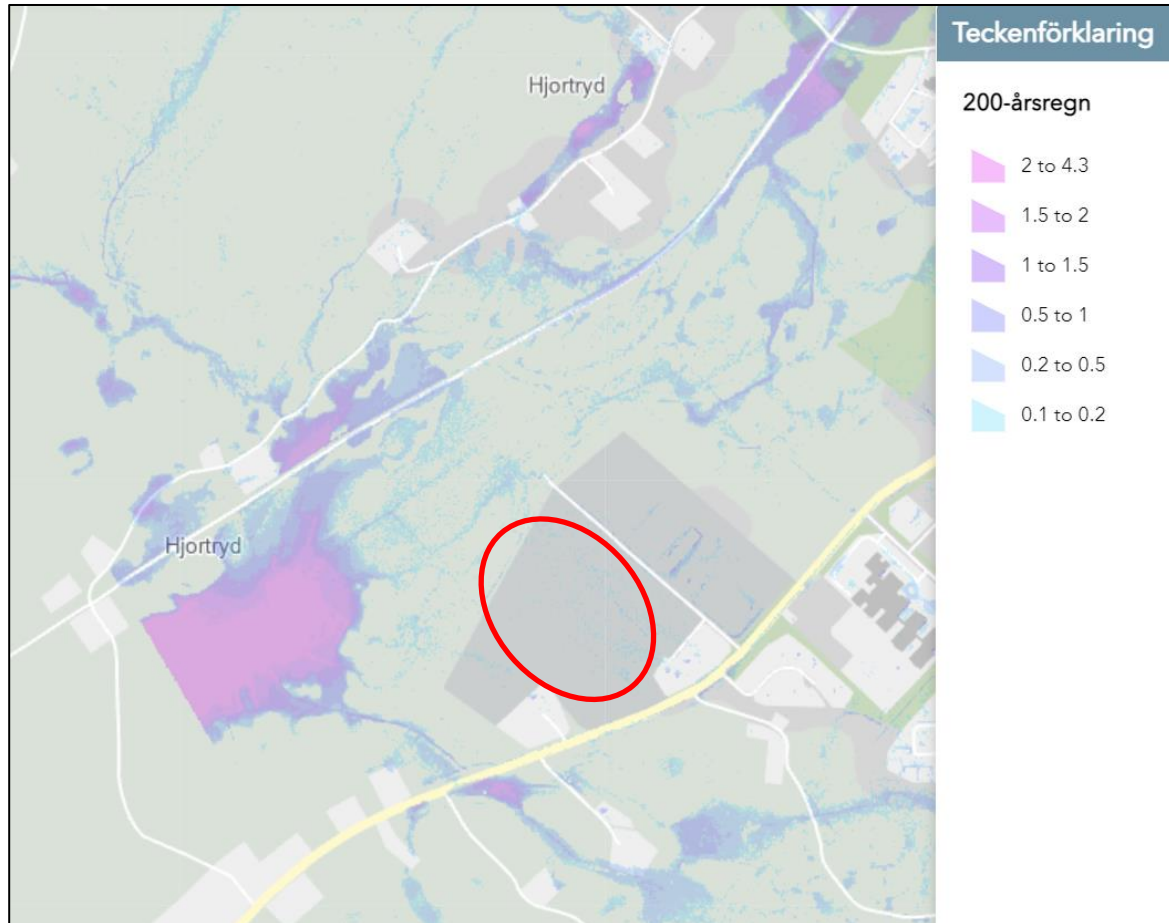 Teckenförklaring
200-årsregn
2 to 4.3
1.5 to 2
1 to 1.5
0.5 to 1
0.2 to 0.5
0.1 to 0.2
Hjortryd
Hjortryd